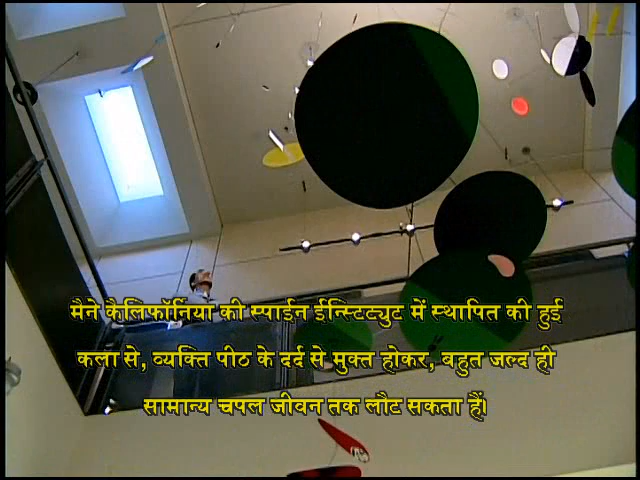 मैने कैलिफॉर्निया की स्पाईन ईन्स्टिट्युट में स्थापित की हुई
कला से, व्यक्ति पीठ के दर्द से मुक्त होकर, बहुत जल्द ही
सामान्य चपल जीवन तक लौट सकता हैं।